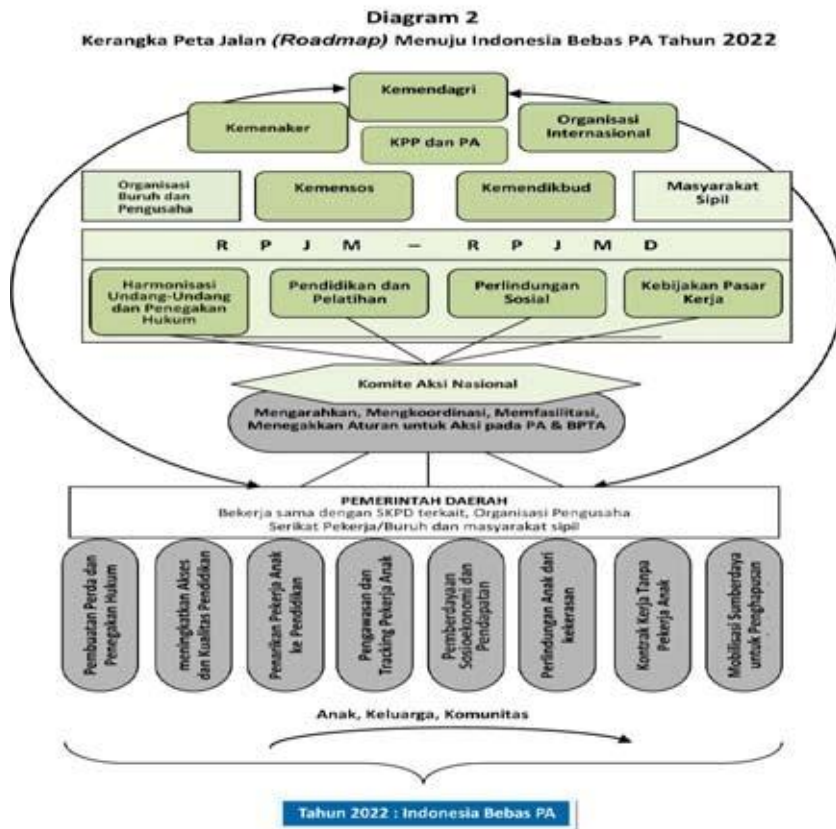 Diagram 2
Kerangka Peta Jalan (Roadmap) Menuju Indonesia Bebas PA Tahun 2022
Kemendagri
Kemenaker
Organisasi
Internasional
KPP dan PA
Organisasi
Buruh dan
Pengusaha
Kemensos
Kemendikbud
Masyarakat
Sipil
R P J M – R P J M D
Harmonisasi
Undang-Undang
dan Penegakan
Hukum
Pendidikan dan
Pelatihan
Perlindungan
Sosial
Kebijakan Pasar
Kerja
Komite Aksi Nasional
Mengarahkan, Mengkoordinasi, Memfasilitasi,
Menegakkan Aturan untuk Aksi pada PA & BPTA
PEMERINTAH DAERAH
Bekerja sama dengan SKPD terkait, Organisasi Pengusaha
Serikat Pekerja/Buruh dan masyarakat sipil
Pembuatan Perda dan
Penegakan Hukum
meningkatkan Akses
dan Kualitas Pendidikan
Penarikan Pekerja Anak
ke Pendidikan
Pengawasan dan
Tracking Pekerja Anak
Pemberdayaan
Sosioekonomi dan
Pendapatan
Perlindungan Anak dari
kekerasan
Kontrak Kerja Tanpa
Pekerja Anak
Mobilisasi Sumberdaya
untuk Penghapusan
Anak, Keluarga, Komunitas
Tahun 2022 : Indonesia Bebas PA